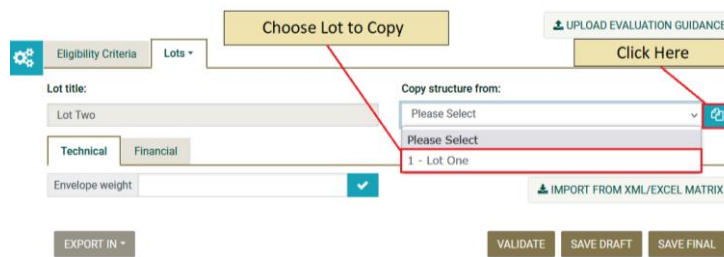 Choose Lot to Copy
UPLOAD EVALUATION GUIDANCE
Eligibility Criteria
Lots
Click Here
Lot title:
Copy structure from:
Lot Two
Please Select
Please Select
1 - Lot One
Technical
Financial
Envelope weight
IMPORT FROM XML/EXCEL MATRIX
EXPORT IN
VALIDATE
SAVE DRAFT
SAVE FINAL